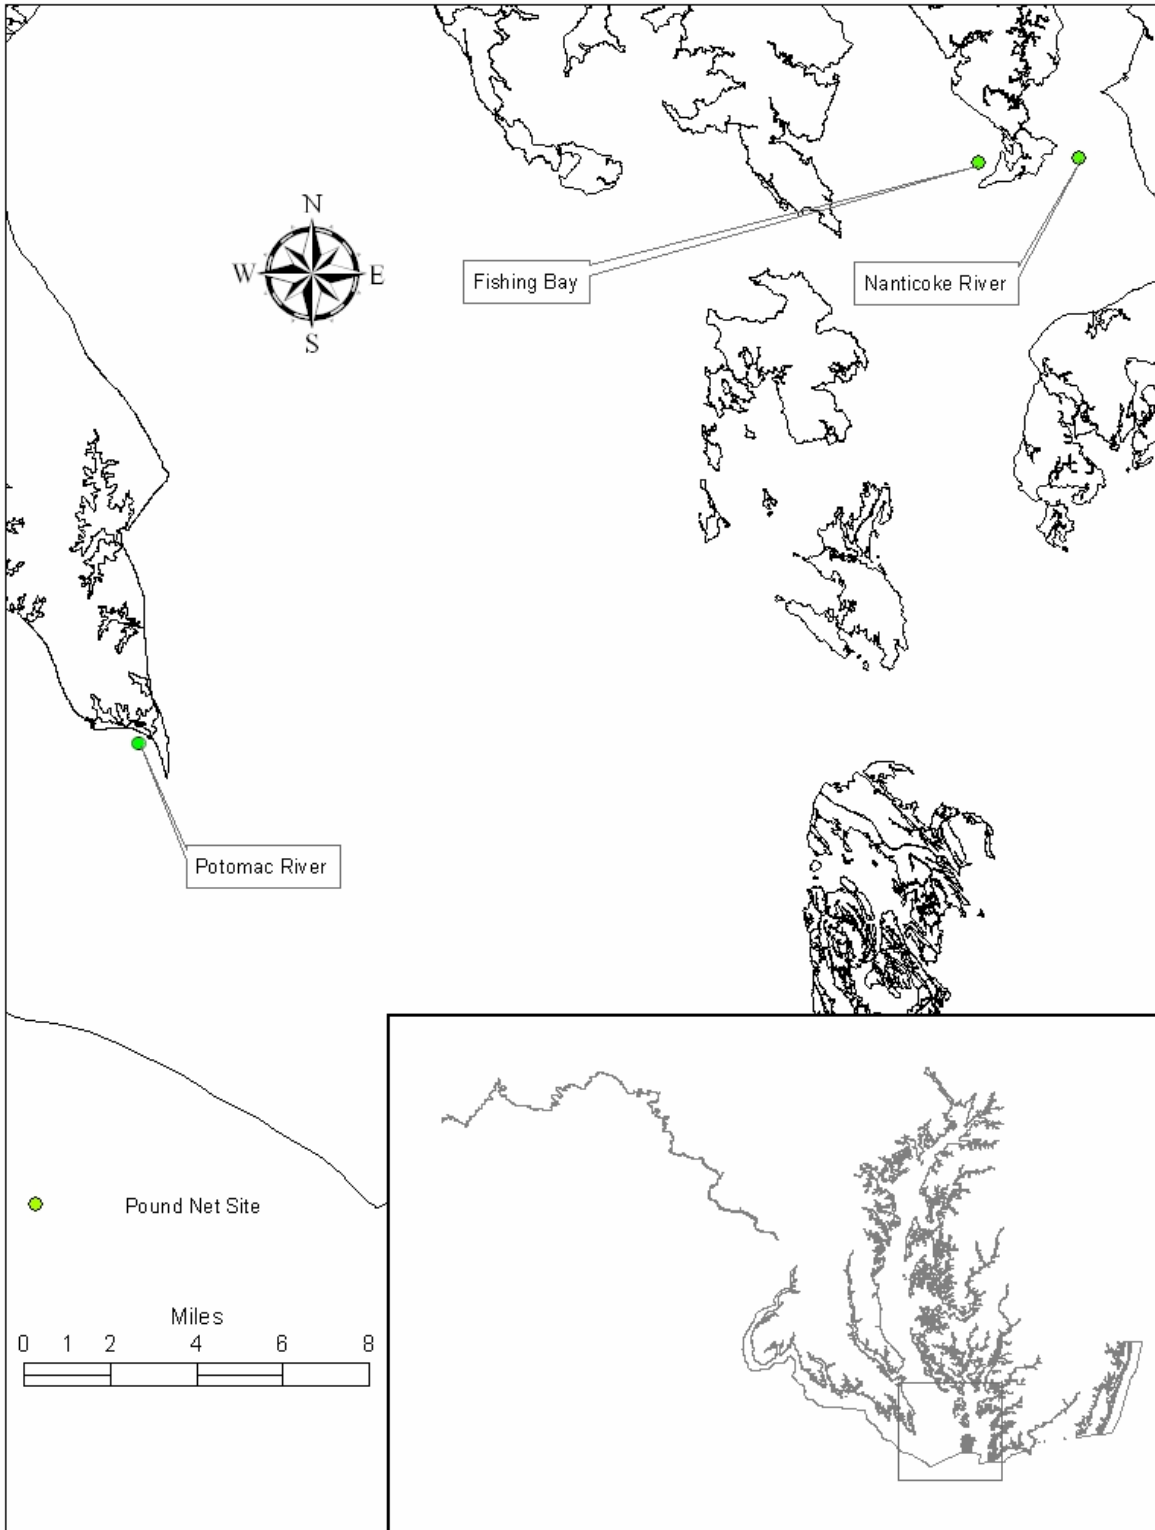 N
W E
S
Fishing Bay
Nanticoke River
Potomac River
Pound Net Site
Miles
0 1 2 4 6 8